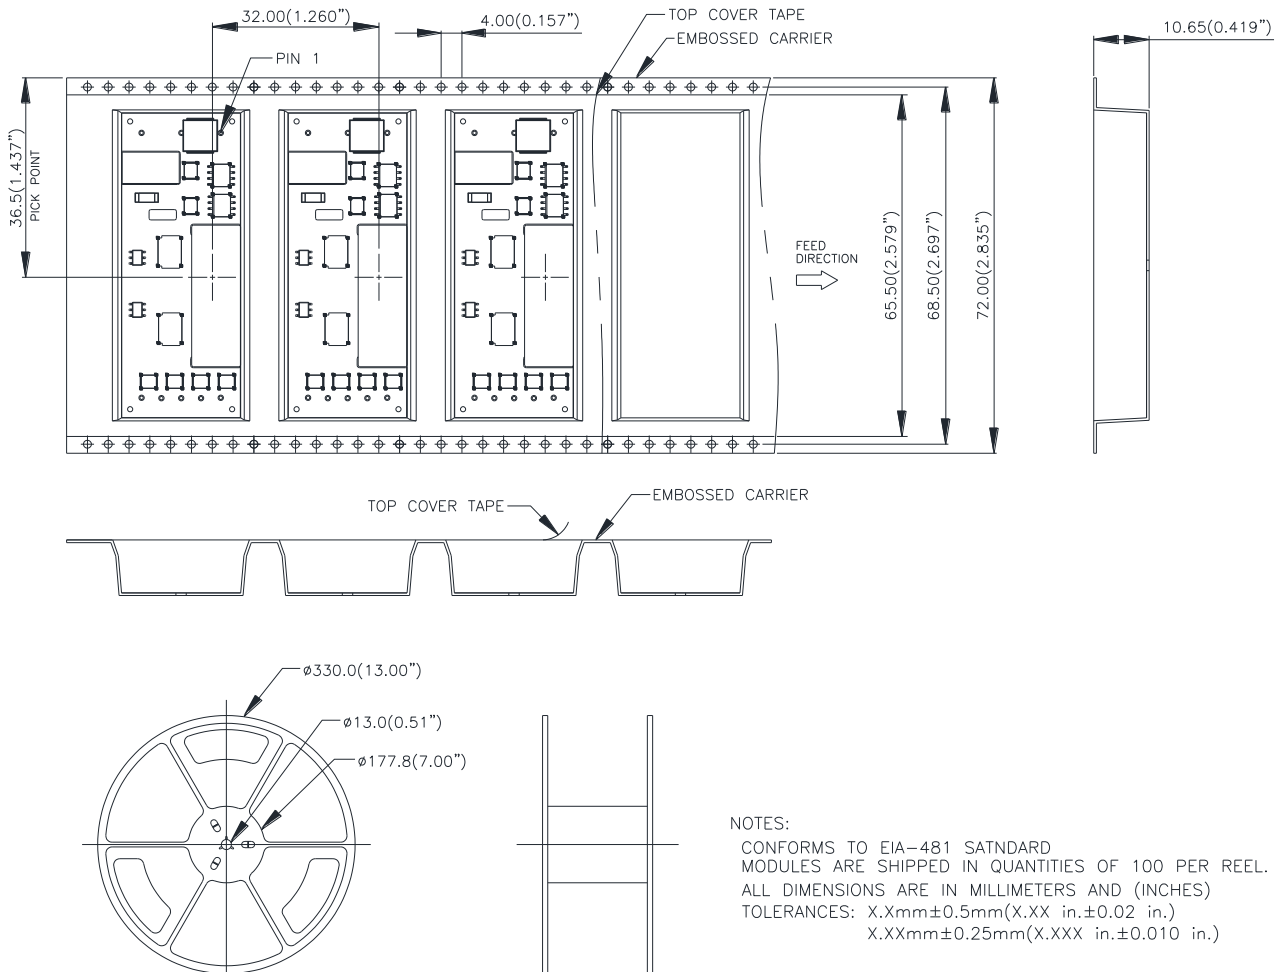 32.00(1.260")
4.00(0.157")
TOP COVER TAPE
EMBOSSED CARRIER
10.65(0.419")
PIN 1
36.5(1.437")
PICK POINT
FEED
DIRECTION
65.50(2.579")
68.50(2.697")
72.00(2.835")
TOP COVER TAPE
EMBOSSED CARRIER
ø330.0(13.00")
ø13.0(0.51")
ø177.8(7.00")
NOTES:
CONFORMS TO EIA-481 SATNDARD
MODULES ARE SHIPPED IN QUANTITIES OF 100 PER REEL.
ALL DIMENSIONS ARE IN MILLIMETERS AND (INCHES)
TOLERANCES: X.Xmm±0.5mm(X.XX in.±0.02 in.)
X.XXmm±0.25mm(X.XXX in.±0.010 in.)